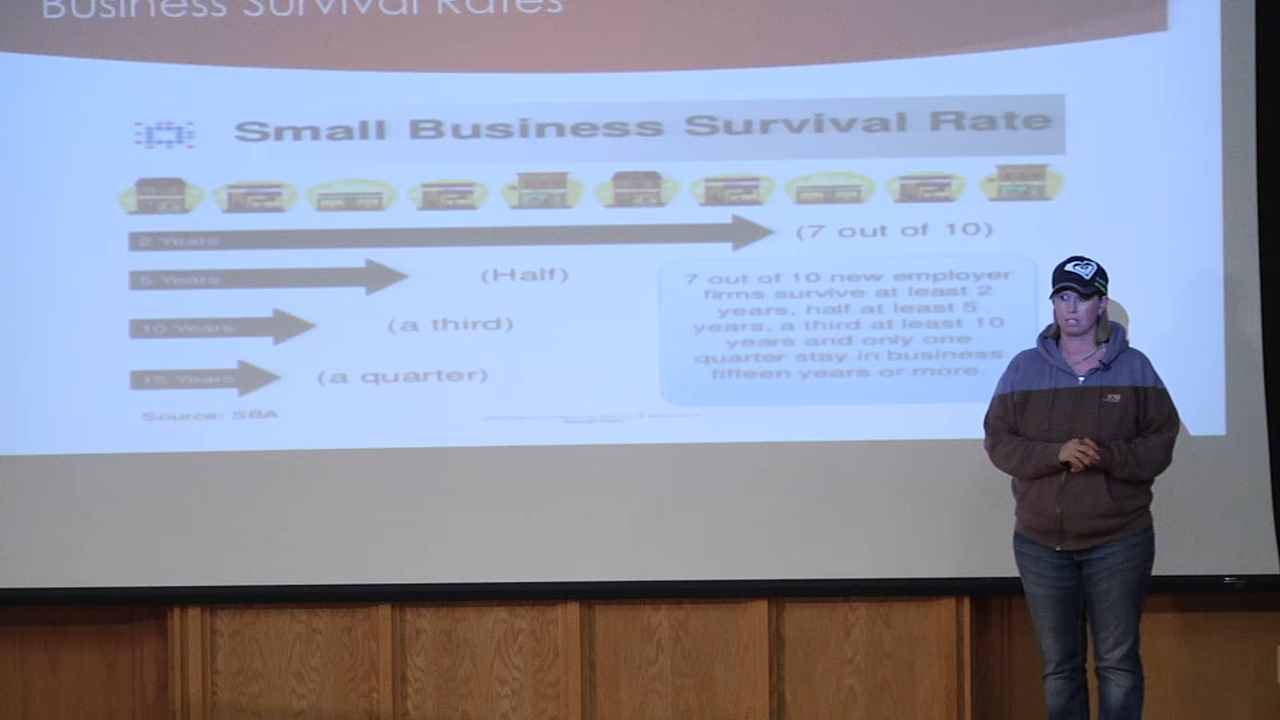 Business Survival Rates
Small Business Survival Rate
2 Years
(7 out of 10)
5 Years
(Half)
10 Years
(a third)
15 Years
(a quarter)
7 out of 10 new employer
firms survive at least 2
years, half at least 5
years, a third at least 10
years and only one
quarter stay in business
fifteen years or more.
Source: SBA